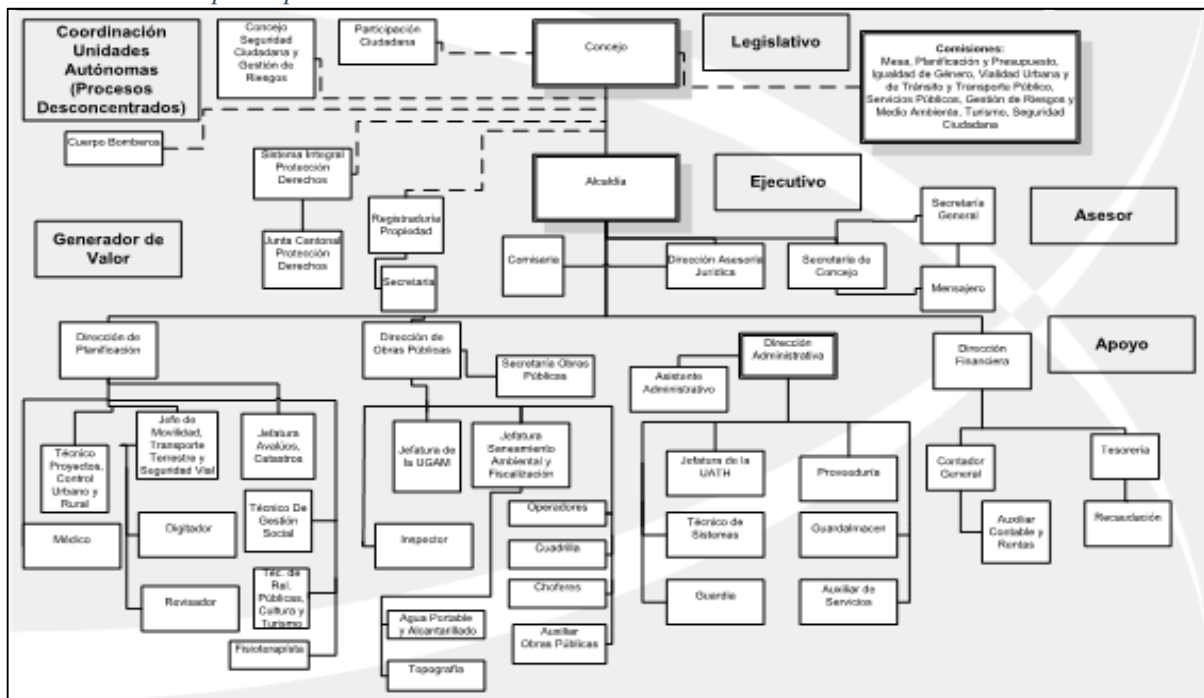 Coordinación
Unidades
Autónomas
(Procesos
Desconcentrados)
Concejo
Seguridad
Ciudadana y
Gestión de
Riesgos
Participación
Ciudadana
Concejo
Legislativo
Comisiones:
Mesa, Planificación y Presupuesto,
Igualdad de Género, Vialidad Urbana y
de Tránsito y Transporte Público,
Servicios Públicos, Gestión de Riesgos y
Medio Ambiente, Turismo, Seguridad
Ciudadana
Cuerpo Bomberos
Sistema Integral
Protección
Derechos
Alcaldía
Ejecutivo
Secretaría
General
Asesor
Generador de
Valor
Junta Cantonal
Protección
Derechos
Registraduría
Propiedad
Secretaria
Comisaría
Dirección Asesoría
Jurídica
Secretaría de
Concejo
Mensajero
Dirección de
Planificación
Dirección de
Obras Públicas
Secretaría Obras
Públicas
Dirección
Administrativa
Asistente
Administrativo
Dirección
Financiera
Apoyo
Técnico
Proyectos,
Control
Urbano y
Rural
Jefe de
Movilidad,
Transporte
Terrestre y
Seguridad Vial
Jefatura
Avalúos,
Catastros
Jefatura de
la UGAM
Jefatura
Saneamiento
Ambiental y
Fiscalización
Jefatura de la
UATH
Proveeduría
Contador
General
Tesorería
Médico
Digitador
Técnico De
Gestión
Social
Inspector
Operadores
Cuadrilla
Técnico de
Sistemas
Guardalmacen
Auxiliar
Contable y
Rentas
Recaudación
Revisador
Téc. de
Rel.
Públicas,
Cultura y
Turismo
Fisioterapista
Choferes
Agua Portable
y Alcantarillado
Auxiliar
Obras Públicas
Topografía
Guardia
Auxiliar de
Servicios